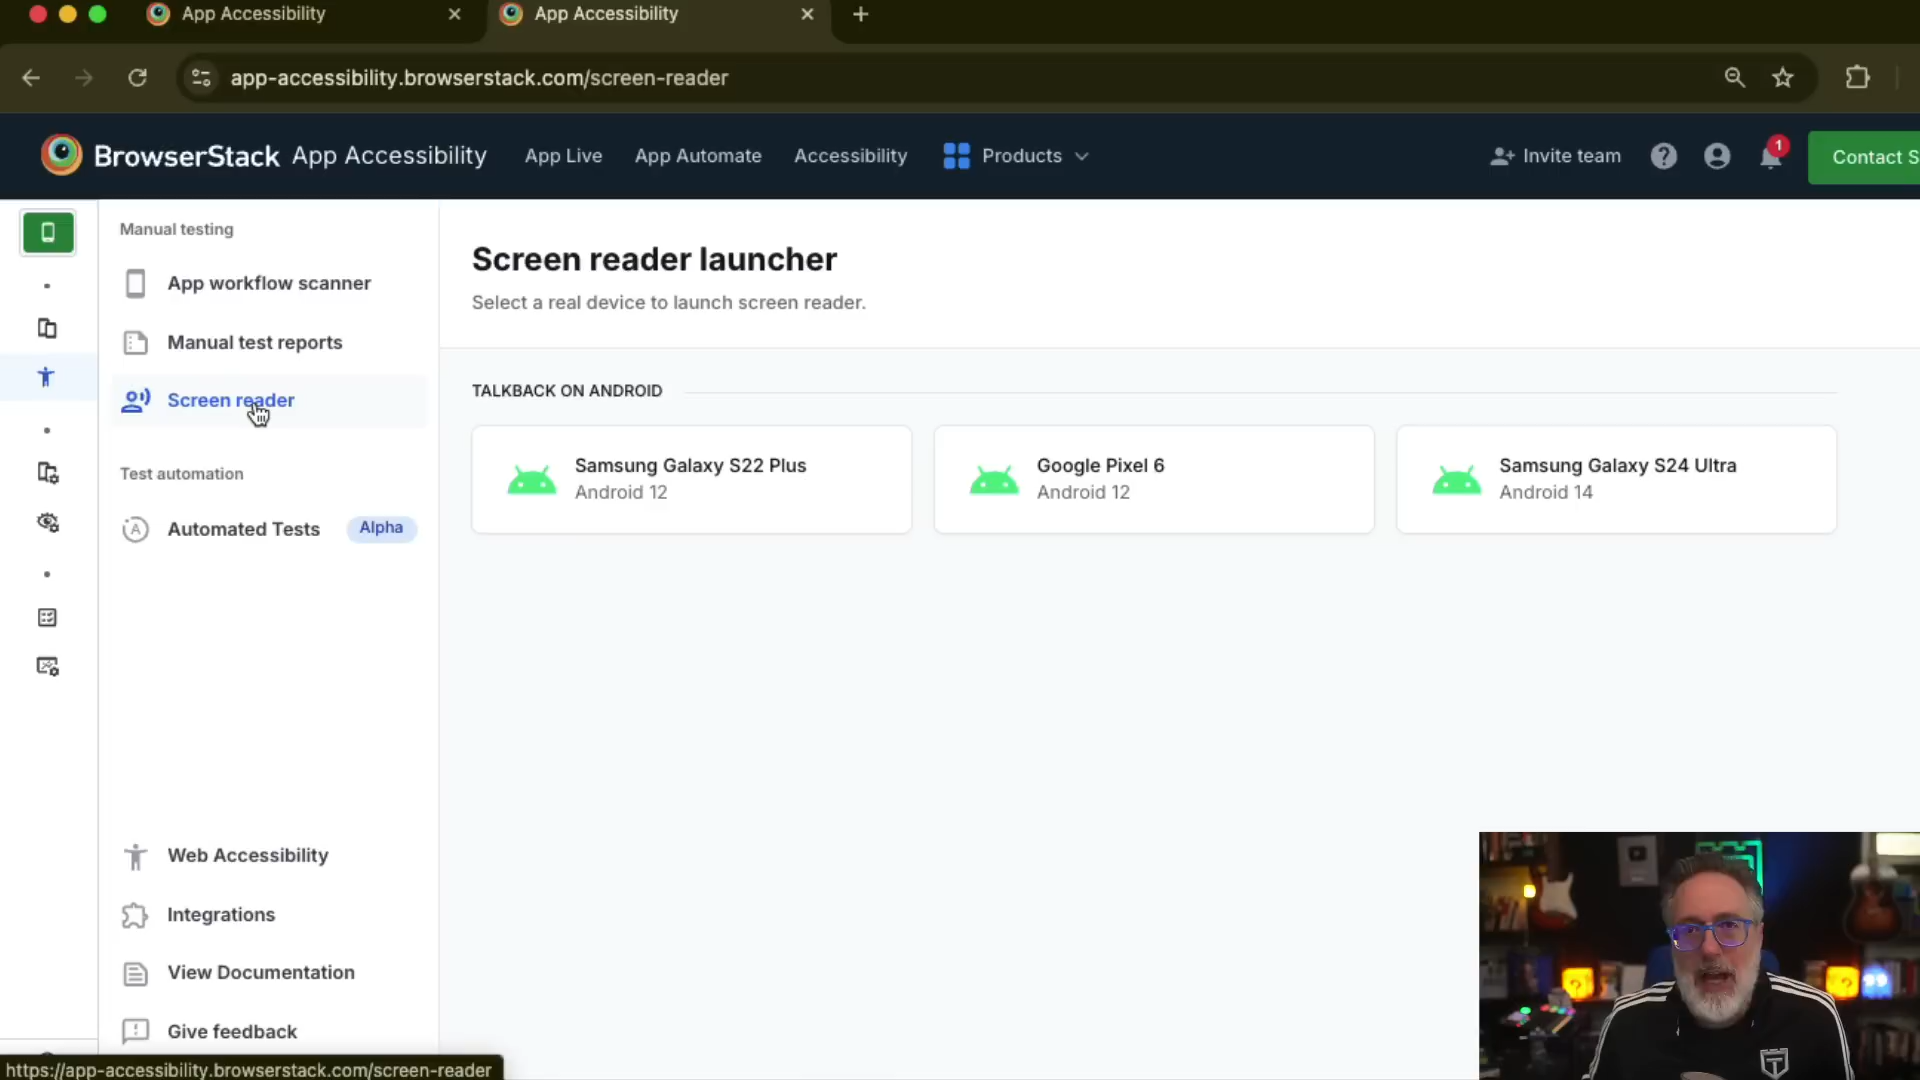 App Accessibility
App Accessibility
app-accessibility.browserstack.com/screen-reader
BrowserStack App Accessibility
App Live
App Automate
Accessibility
Products
Invite team
1
Contact S
Manual testing
App workflow scanner
Manual test reports
Screen reader
Test automation
Automated Tests
Alpha
Web Accessibility
Integrations
View Documentation
Give feedback
Screen reader launcher
Select a real device to launch screen reader.
TALKBACK ON ANDROID
Samsung Galaxy S22 Plus
Android 12
Google Pixel 6
Android 12
Samsung Galaxy S24 Ultra
Android 14
https://app-accessibility.browserstack.com/screen-reader